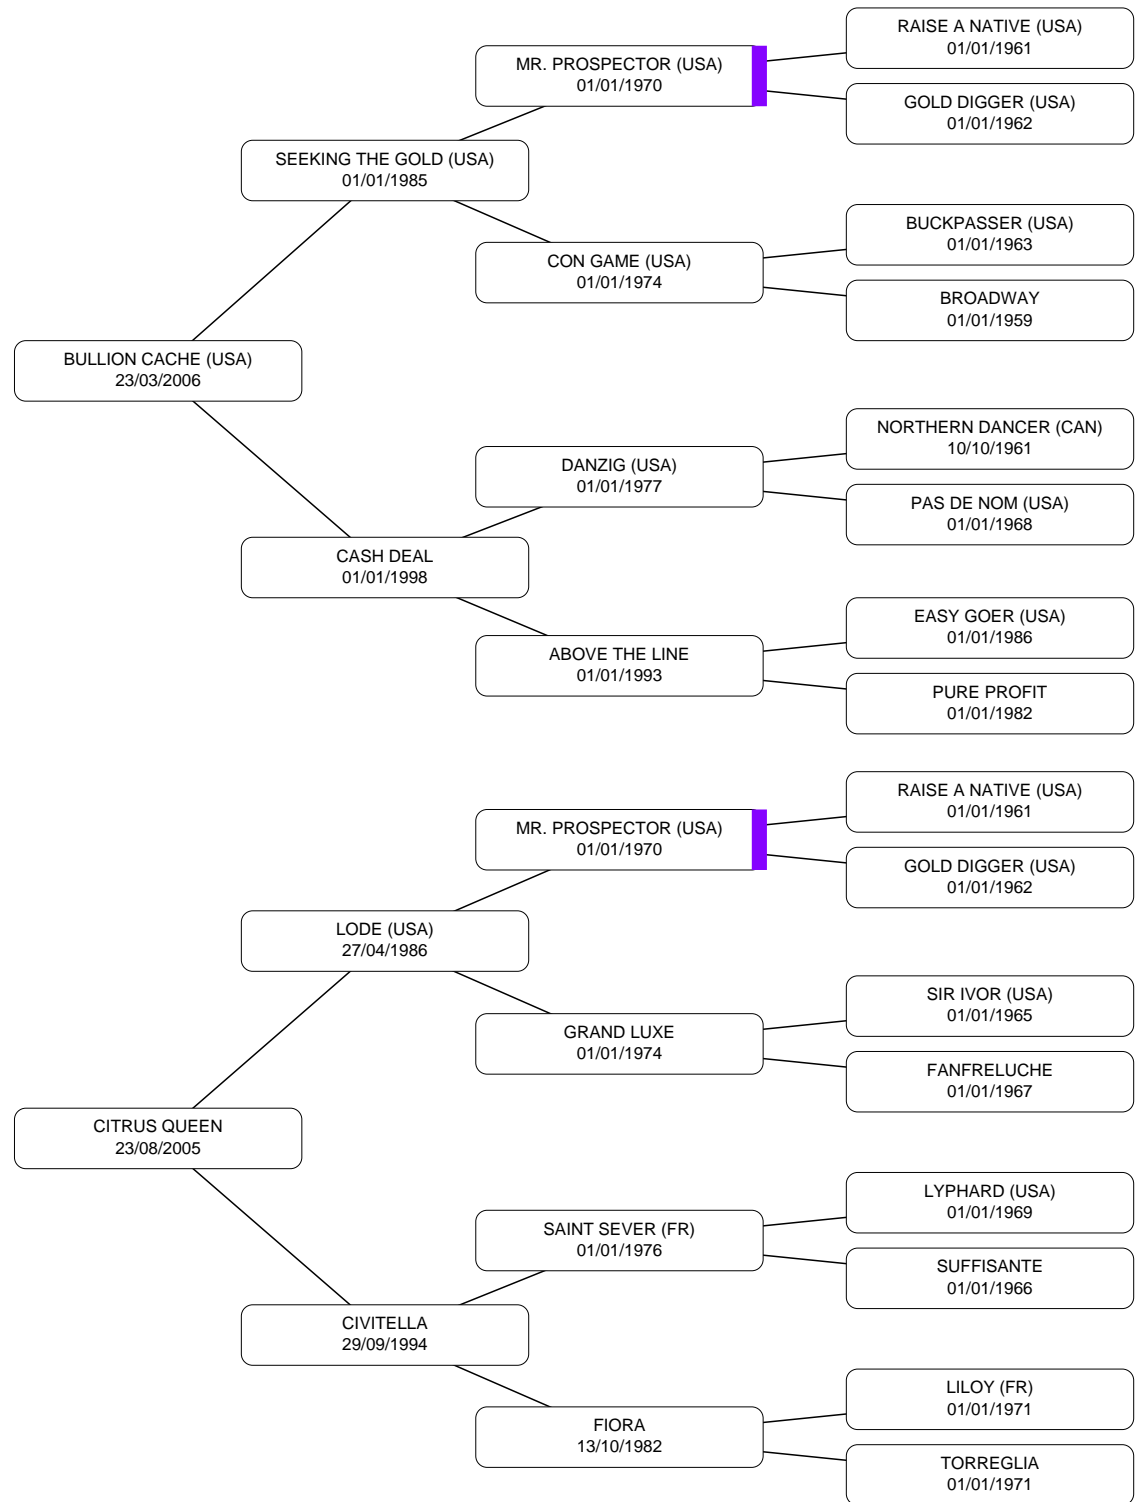 RAISE A NATIVE (USA)
01/01/1961
MR. PROSPECTOR (USA)
01/01/1970
GOLD DIGGER (USA)
01/01/1962
SEEKING THE GOLD (USA)
01/01/1985
BUCKPASSER (USA)
01/01/1963
CON GAME (USA)
01/01/1974
BROADWAY
01/01/1959
BULLION CACHE (USA)
23/03/2006
NORTHERN DANCER (CAN)
10/10/1961
DANZIG (USA)
01/01/1977
PAS DE NOM (USA)
01/01/1968
CASH DEAL
01/01/1998
EASY GOER (USA)
01/01/1986
ABOVE THE LINE
01/01/1993
PURE PROFIT
01/01/1982
RAISE A NATIVE (USA)
01/01/1961
MR. PROSPECTOR (USA)
01/01/1970
GOLD DIGGER (USA)
01/01/1962
LODE (USA)
27/04/1986
SIR IVOR (USA)
01/01/1965
GRAND LUXE
01/01/1974
FANFRELUCHE
01/01/1967
CITRUS QUEEN
23/08/2005
LYPHARD (USA)
01/01/1969
SAINT SEVER (FR)
01/01/1976
SUFFISANTE
01/01/1966
CIVITELLA
29/09/1994
LILOY (FR)
01/01/1971
FIORA
13/10/1982
TORREGLIA
01/01/1971